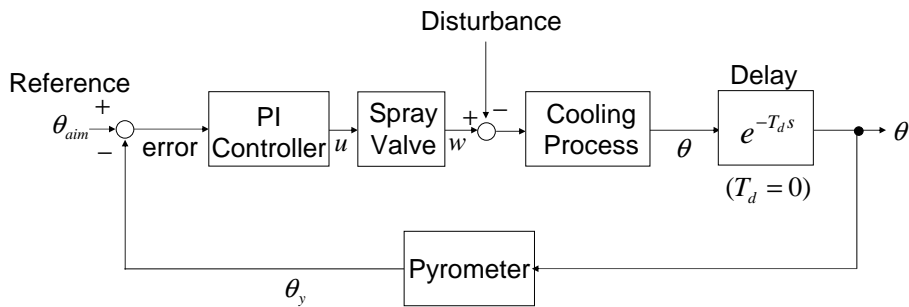 Disturbance
Reference
Delay
+
θ_aim
−
error
PI
Controller
u
Spray
Valve
+
w
−
Cooling
Process
θ
e^{−T_d s}
θ
(T_d = 0)
Pyrometer
θ_y